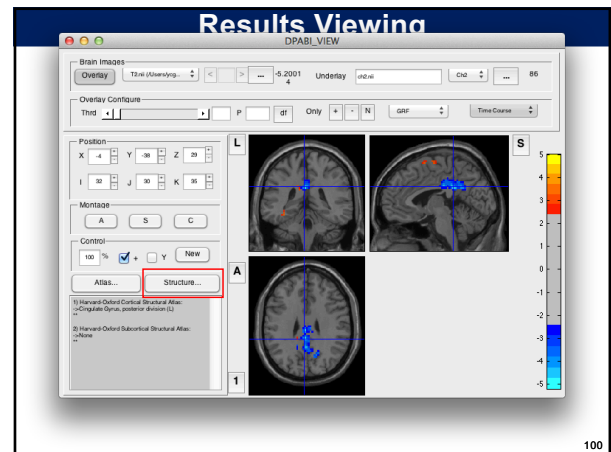 Results Viewing
DPABI_VIEW
Brain Images
Overlay T2.nii (/Users/yog... < > ... -5.2001 4 Underlay ch2.nii Ch2 ... 86
Overlay Configure
Thrd P df Only + - N GRF Time Course
Position
X -4 Y -38 Z 29
I 32 J 30 K 35
Montage
A S C
Control
100 % + Y New
Atlas... Structure...
1) Harvard-Oxford Cortical Structural Atlas:
->Cingulate Gyrus, posterior division (L)
**
2) Harvard-Oxford Subcortical Structural Atlas:
->None
**
L
S
A
1
5
4
3
2
1
0
-1
-2
-3
-4
-5
100